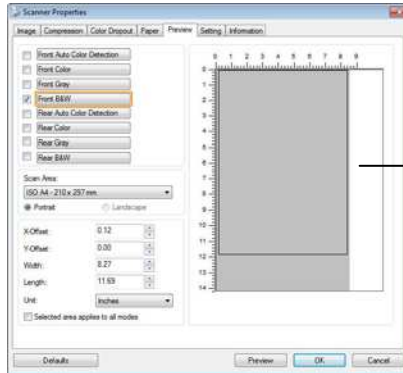 Scanner Properties
Image Compression Color Dropout Paper Preview Setting Information
Front Auto Color Detection
Front Color
Front Gray
Front B&W
Rear Auto Color Detection
Rear Color
Rear Gray
Rear B&W
Scan Area:
ISO A4 - 210 x 297 mm
Portrait Landscape
X-Offset: 0.12
Y-Offset: 0.00
Width: 8.27
Length: 11.69
Unit: Inches
Selected area applies to all modes
0 1 2 3 4 5 6 7 8 9
0
1
2
3
4
5
6
7
8
9
10
11
12
13
14
Defaults Preview OK Cancel